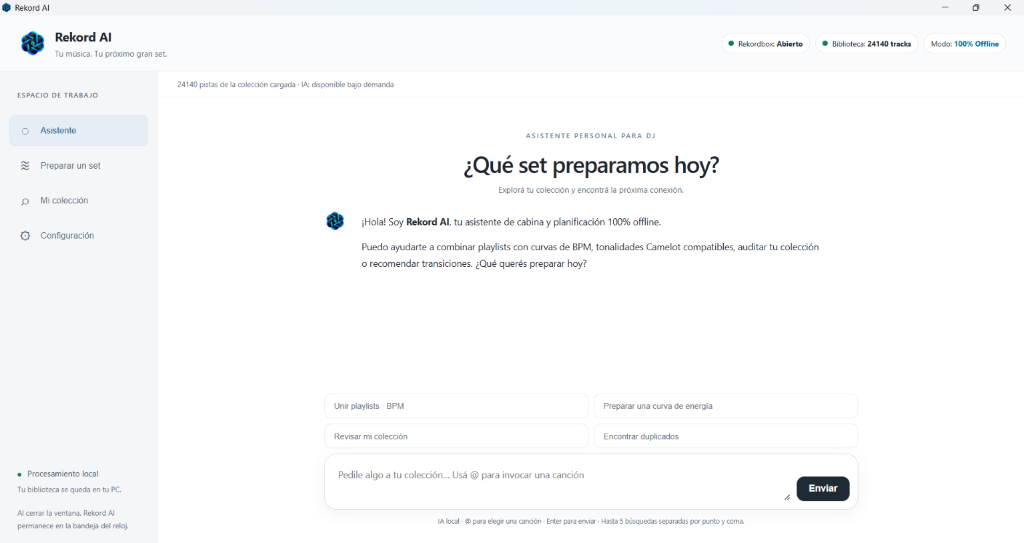 Rekord AI
Rekord AI
Tu música. Tu próximo gran set.
Rekordbox: Abierto
Biblioteca: 24140 tracks
Modo: 100% Offline
ESPACIO DE TRABAJO
Asistente
Preparar un set
Mi colección
Configuración
24140 pistas de la colección cargada · IA: disponible bajo demanda
ASISTENTE PERSONAL PARA DJ
¿Qué set preparamos hoy?
Explorá tu colección y encontrá la próxima conexión.
¡Hola! Soy Rekord AI, tu asistente de cabina y planificación 100% offline.
Puedo ayudarte a combinar playlists con curvas de BPM, tonalidades Camelot compatibles, auditar tu colección
o recomendar transiciones. ¿Qué querés preparar hoy?
Unir playlists · BPM
Preparar una curva de energía
Revisar mi colección
Encontrar duplicados
Pedile algo a tu colección... Usá @ para invocar una canción
Enviar
IA local · @ para elegir una canción · Enter para enviar · Hasta 5 búsquedas separadas por punto y coma.
Procesamiento local
Tu biblioteca se queda en tu PC.
Al cerrar la ventana, Rekord AI
permanece en la bandeja del reloj.